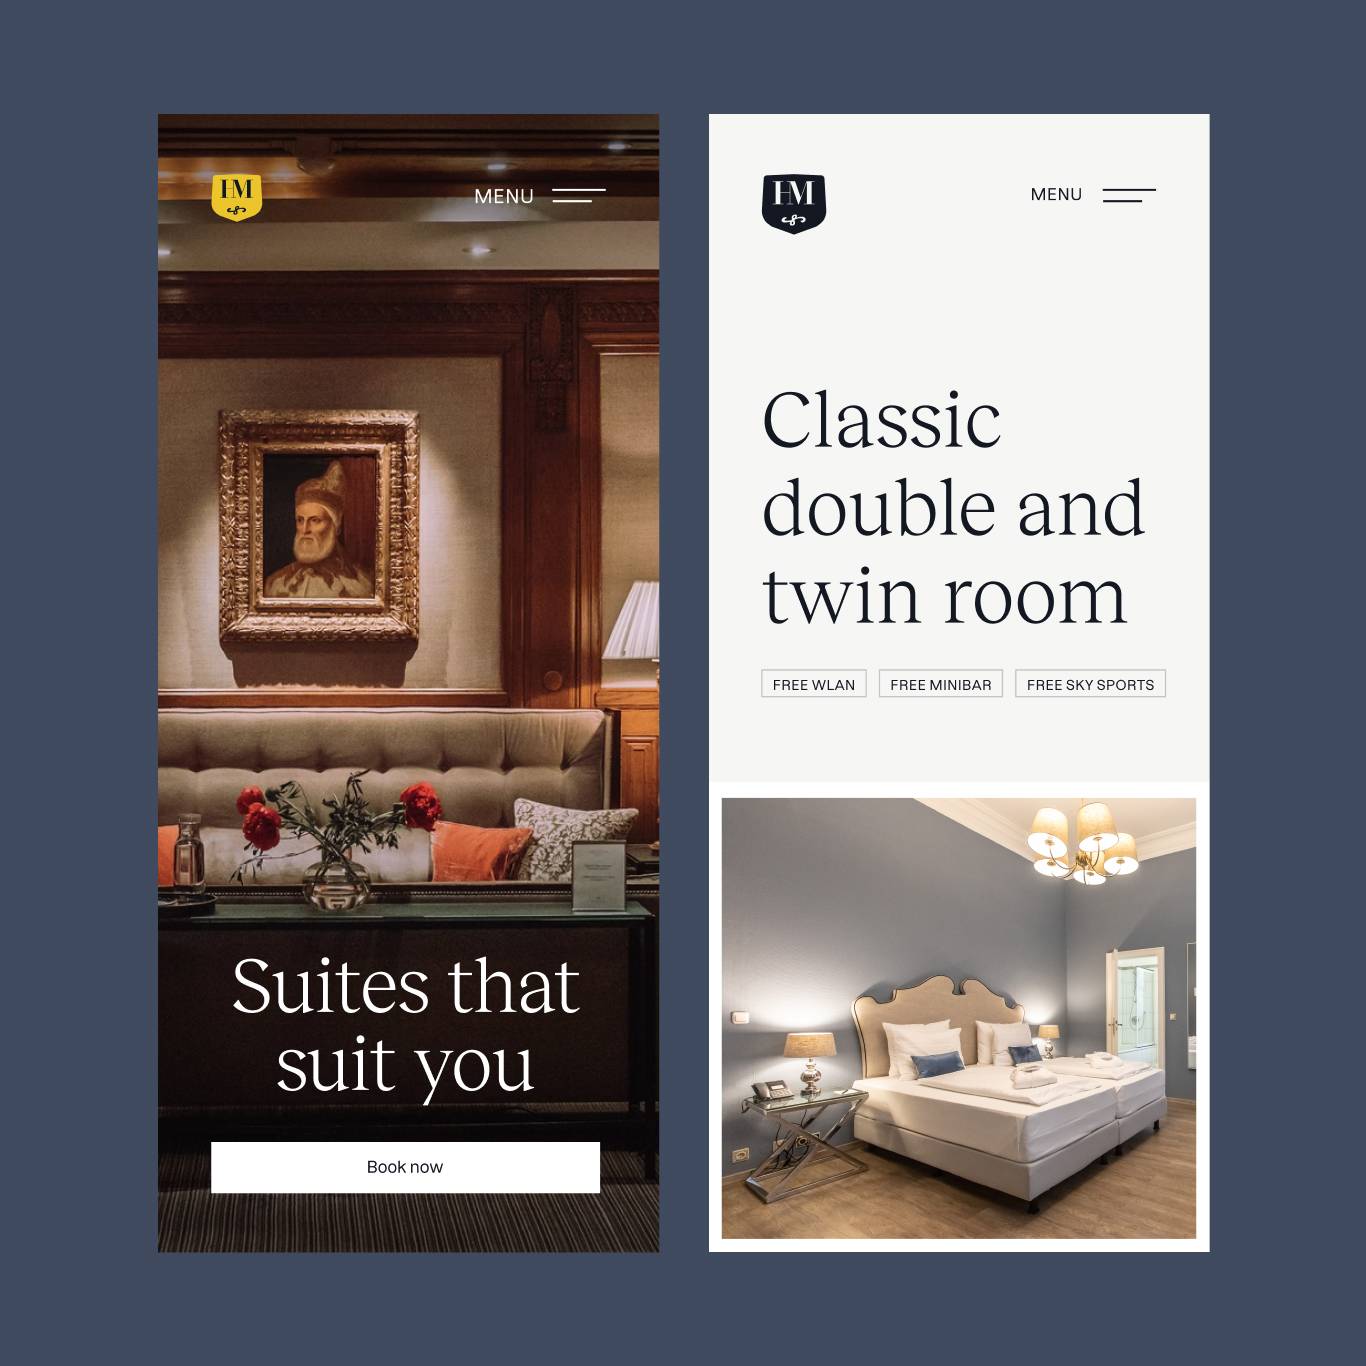 HM
MENU
Suites that
suit you
Book now
HM
MENU
Classic
double and
twin room
FREE WLAN
FREE MINIBAR
FREE SKY SPORTS